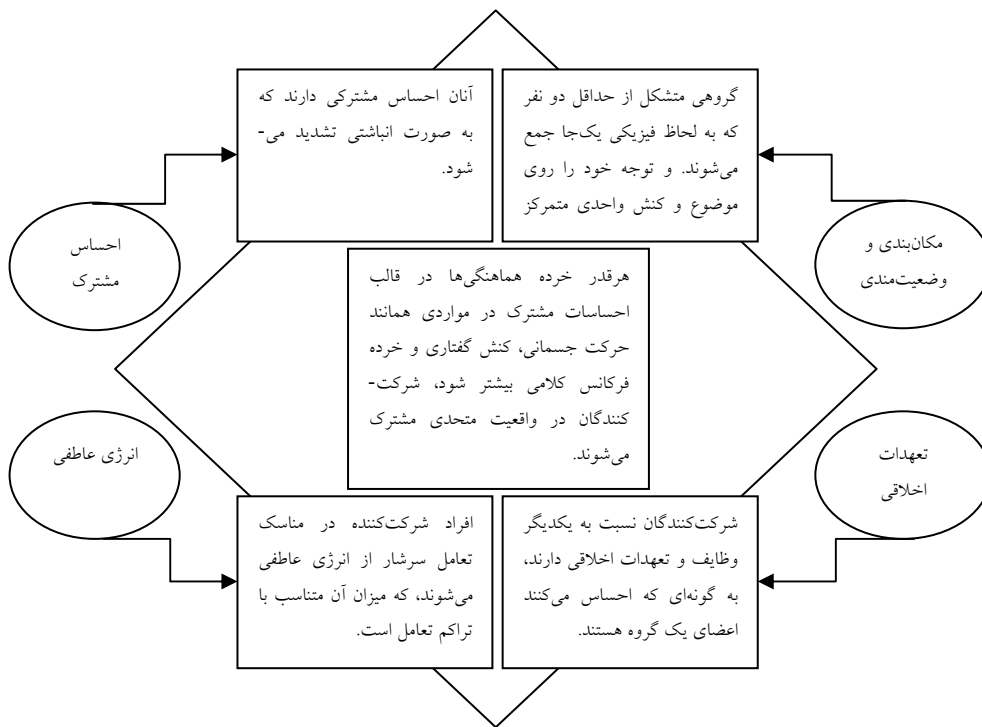 گروهی متشکل از حداقل دو نفر
که به لحاظ فیزیکی یک‌جا جمع
می‌شوند. و توجه خود را روی
موضوع و کنش واحدی متمرکز
آنان احساس مشترکی دارند که
به صورت انباشتی تشدید می-
شود.
مکان‌بندی و
وضعیت‌مندی
احساس
مشترک
هرقدر خرده هماهنگی‌ها در قالب
احساسات مشترک در مواردی همانند
حرکت جسمانی، کنش گفتاری و خرده
فرکانس کلامی بیشتر شود، شرکت-
کنندگان در واقعیت متحدی مشترک
می‌شوند.
تعهدات
اخلاقی
انرژی عاطفی
شرکت‌کنندگان نسبت به یکدیگر
وظایف و تعهدات اخلاقی دارند،
به گونه‌ای که احساس می‌کنند
اعضای یک گروه هستند.
افراد شرکت‌کننده در مناسک
تعامل سرشار از انرژی عاطفی
می‌شوند، که میزان آن متناسب با
تراکم تعامل است.